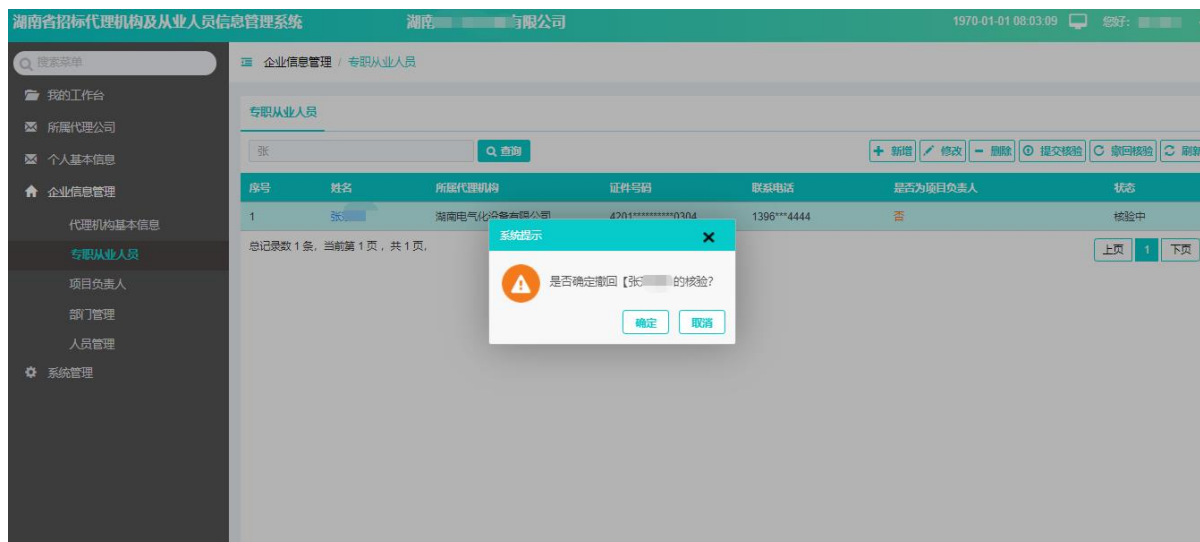 湖南省招标代理机构及从业人员信息管理系统 湖南 有限公司 1970-01-01 08:03:09 您好:
搜索菜单
我的工作台
所属代理公司
个人基本信息
企业信息管理
代理机构基本信息
专职从业人员
项目负责人
部门管理
人员管理
系统管理
企业信息管理 / 专职从业人员
专职从业人员
张 查询 新增 修改 删除 提交核验 撤回核验 刷新
序号 姓名 所属代理机构 证件号码 联系电话 是否为项目负责人 状态
1 张 湖南电气化设备有限公司 4201**********0304 1396***4444 否 核验中
总记录数 1 条, 当前第 1 页, 共 1 页. 上页 1 下页
系统提示
是否确定撤回【张 的核验?
确定 取消